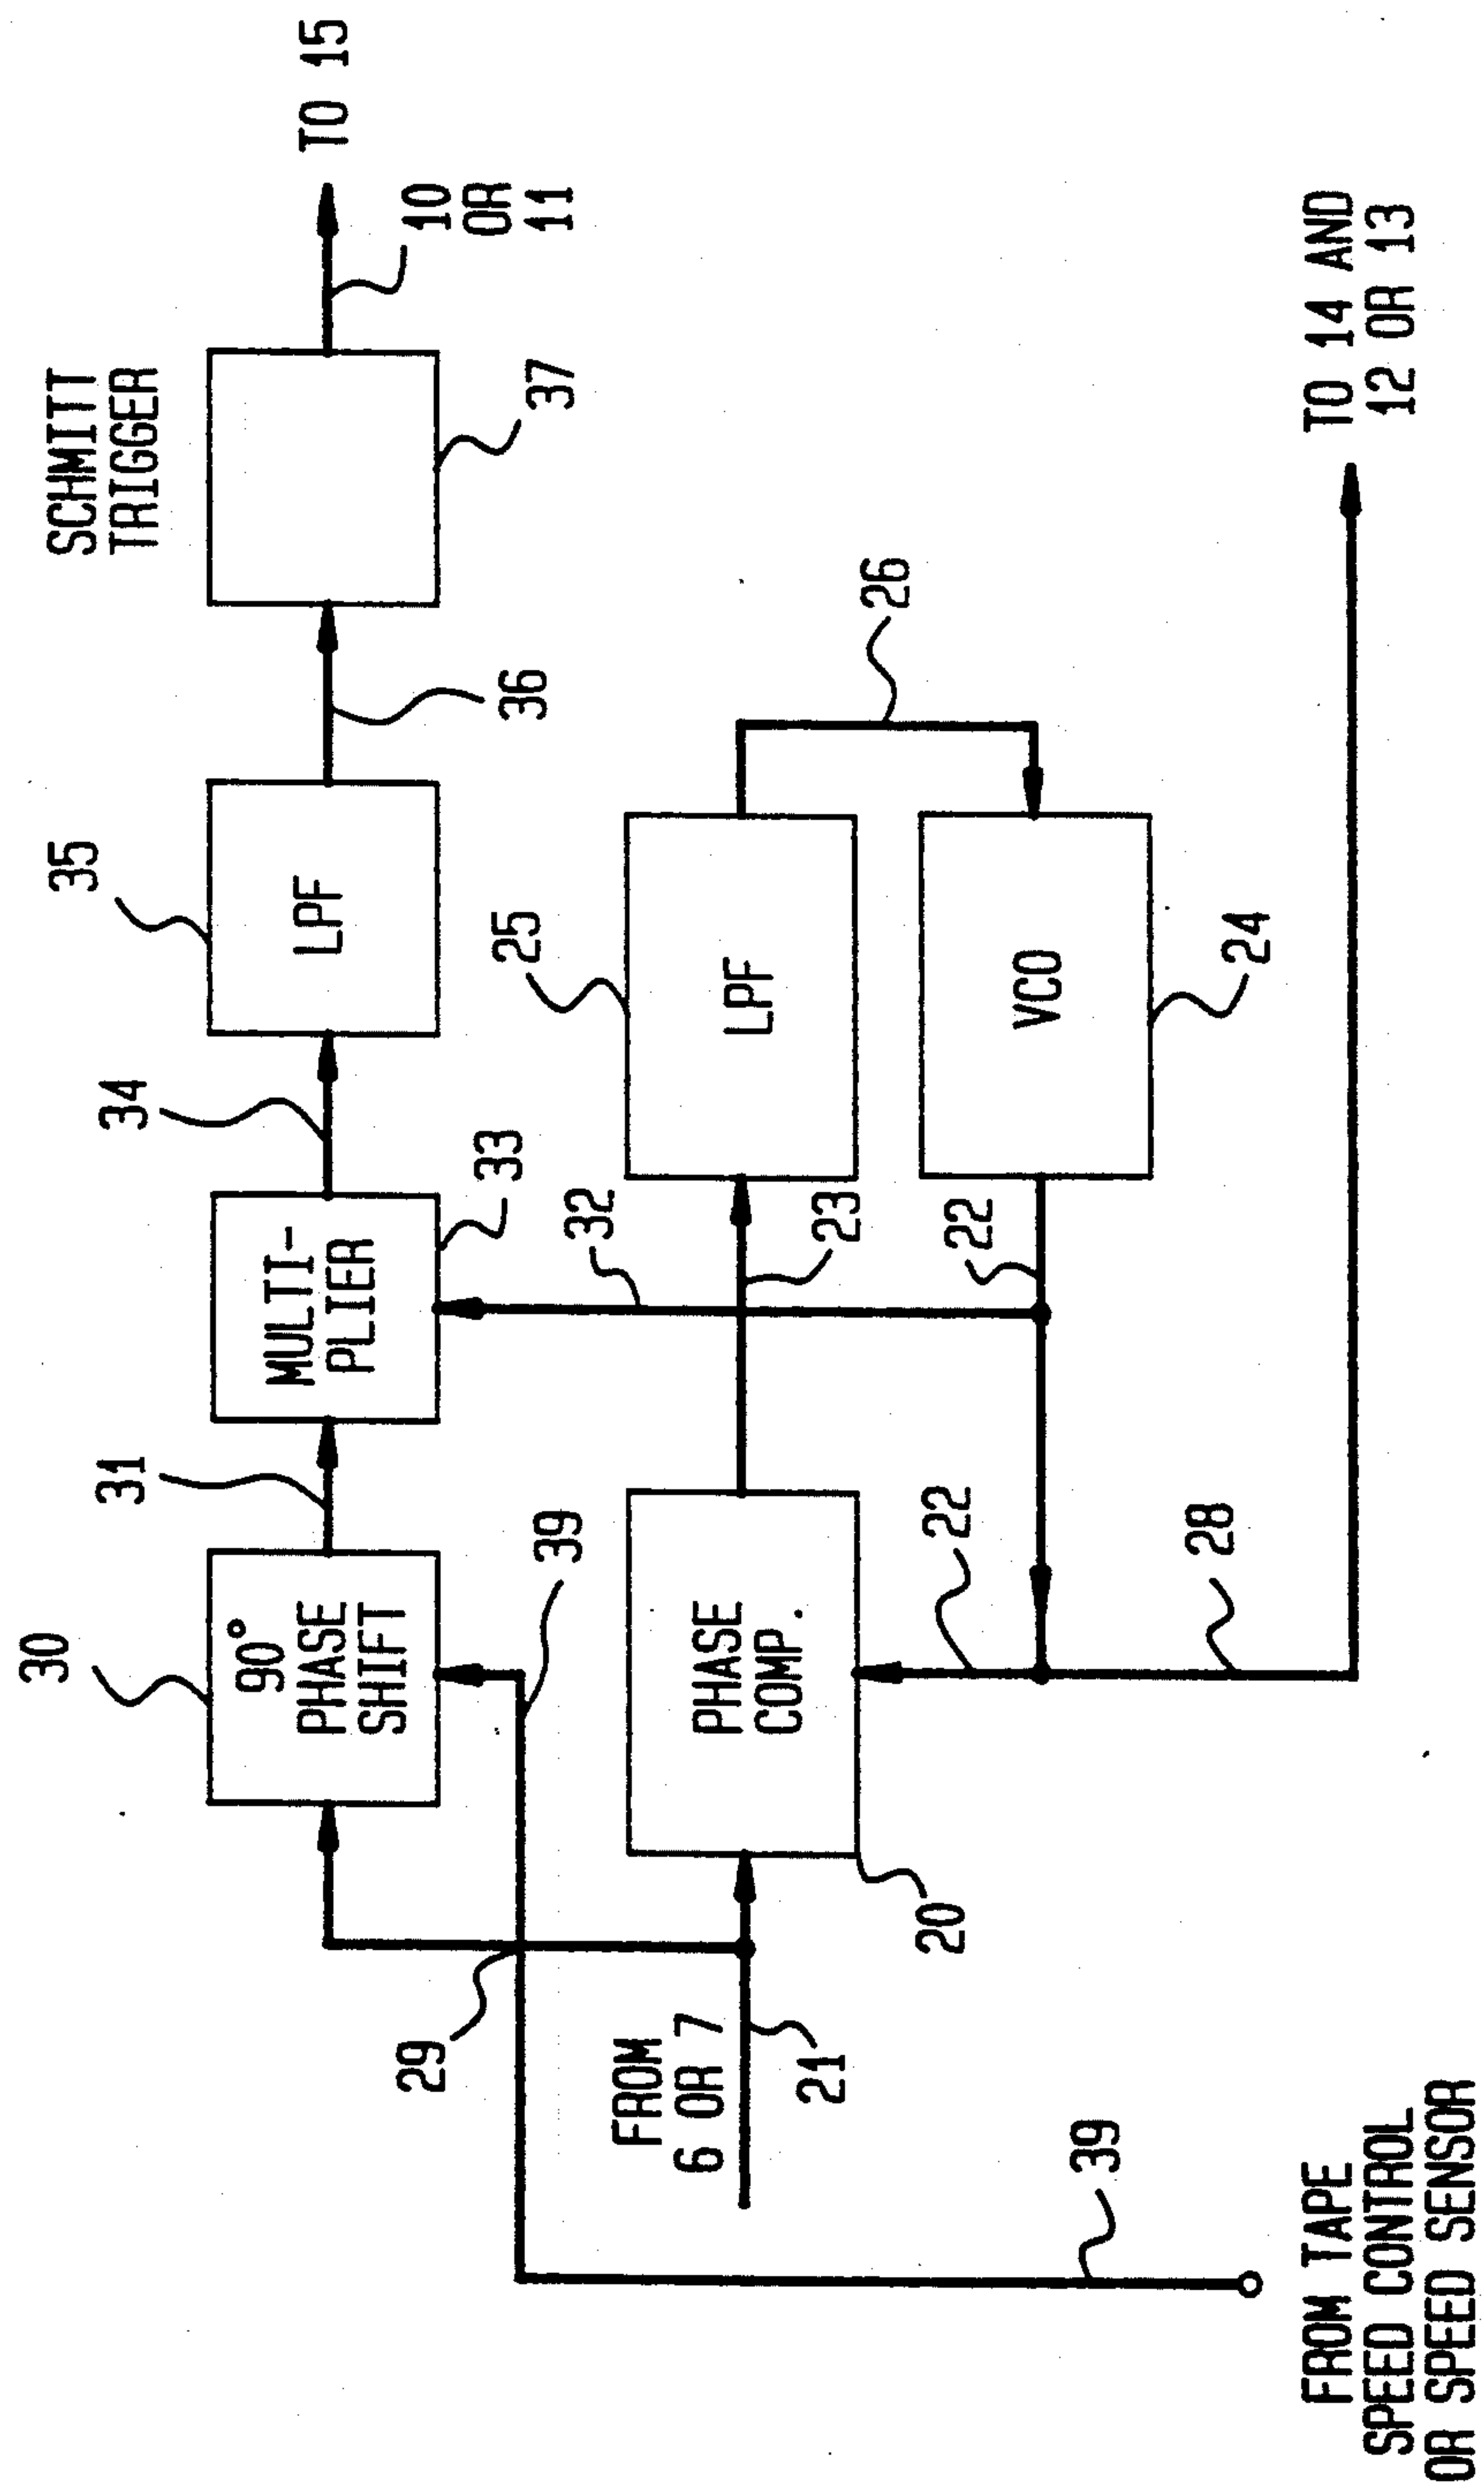 SCHMITT
TRIGGER
30
31
34
35
90°
PHASE
SHIFT
MULTI-
PLIER
LPF
TO 15
10
OR
11
29
39
33
36
37
32
25
FROM
6 OR 7
21
PHASE
COMP.
23
LPF
26
20
22
22
VCO
24
39
28
FROM TAPE
SPEED CONTROL
OR SPEED SENSOR
TO 14 AND
12 OR 13